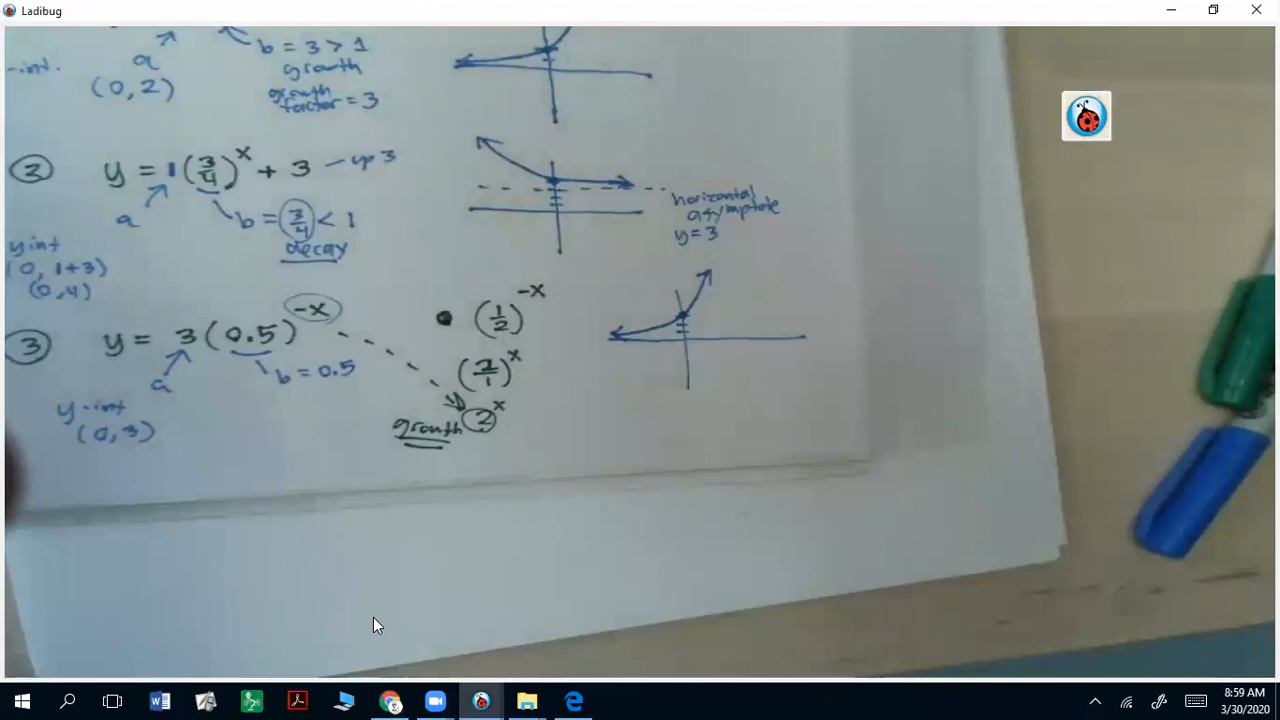 Ladibug
b = 3 > 1
a
growth
-int.
(0, 2)
growth
factor = 3
2 y = 1(3/4)^x + 3 - up 3
a
b = 3/4 < 1
decay
horizontal
asymptote
y = 3
y int
(0, 1+3)
(0,4)
3 y = 3(0.5)^-x
a
b = 0.5
y-int
(0,3)
(1/2)^-x
(2/1)^x
growth 2^x
8:59 AM
3/30/2020